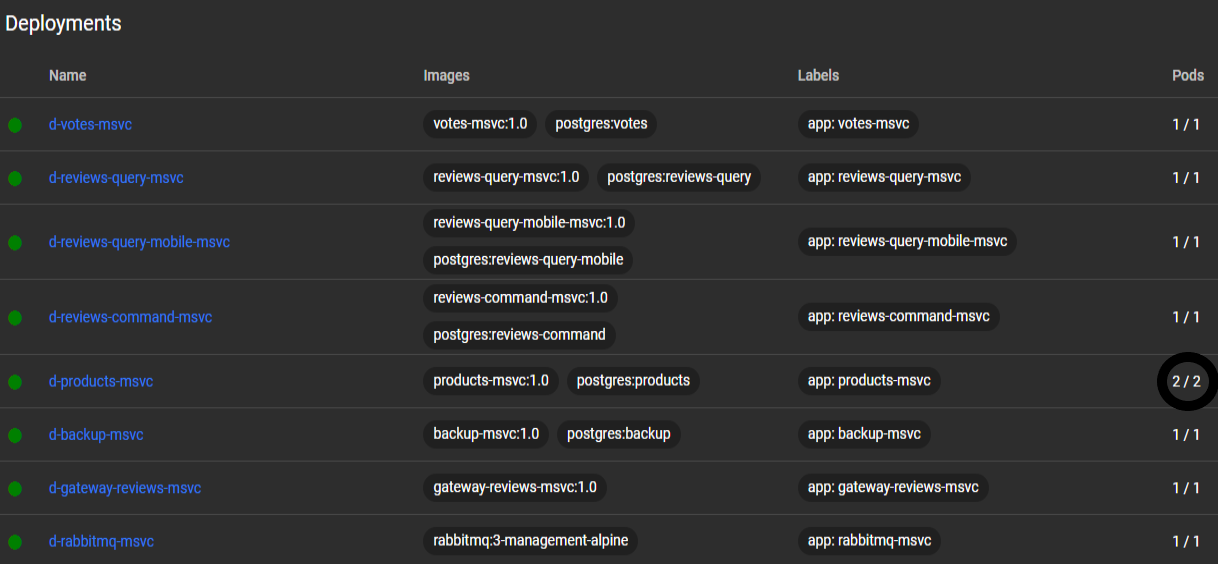 Deployments
Name Images Labels Pods
d-votes-msvc votes-msvc:1.0 postgres:votes app: votes-msvc 1 / 1
d-reviews-query-msvc reviews-query-msvc:1.0 postgres:reviews-query app: reviews-query-msvc 1 / 1
d-reviews-query-mobile-msvc reviews-query-mobile-msvc:1.0 postgres:reviews-query-mobile app: reviews-query-mobile-msvc 1 / 1
d-reviews-command-msvc reviews-command-msvc:1.0 postgres:reviews-command app: reviews-command-msvc 1 / 1
d-products-msvc products-msvc:1.0 postgres:products app: products-msvc 2 / 2
d-backup-msvc backup-msvc:1.0 postgres:backup app: backup-msvc 1 / 1
d-gateway-reviews-msvc gateway-reviews-msvc:1.0 app: gateway-reviews-msvc 1 / 1
d-rabbitmq-msvc rabbitmq:3-management-alpine app: rabbitmq-msvc 1 / 1